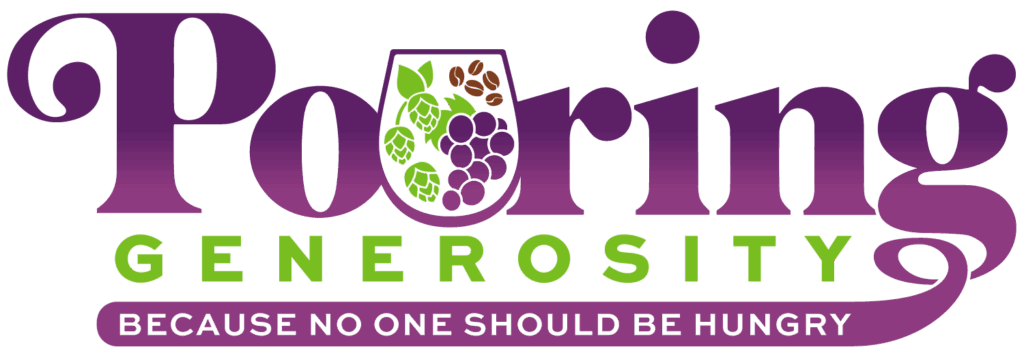 Pouring
GENEROSITY
BECAUSE NO ONE SHOULD BE HUNGRY